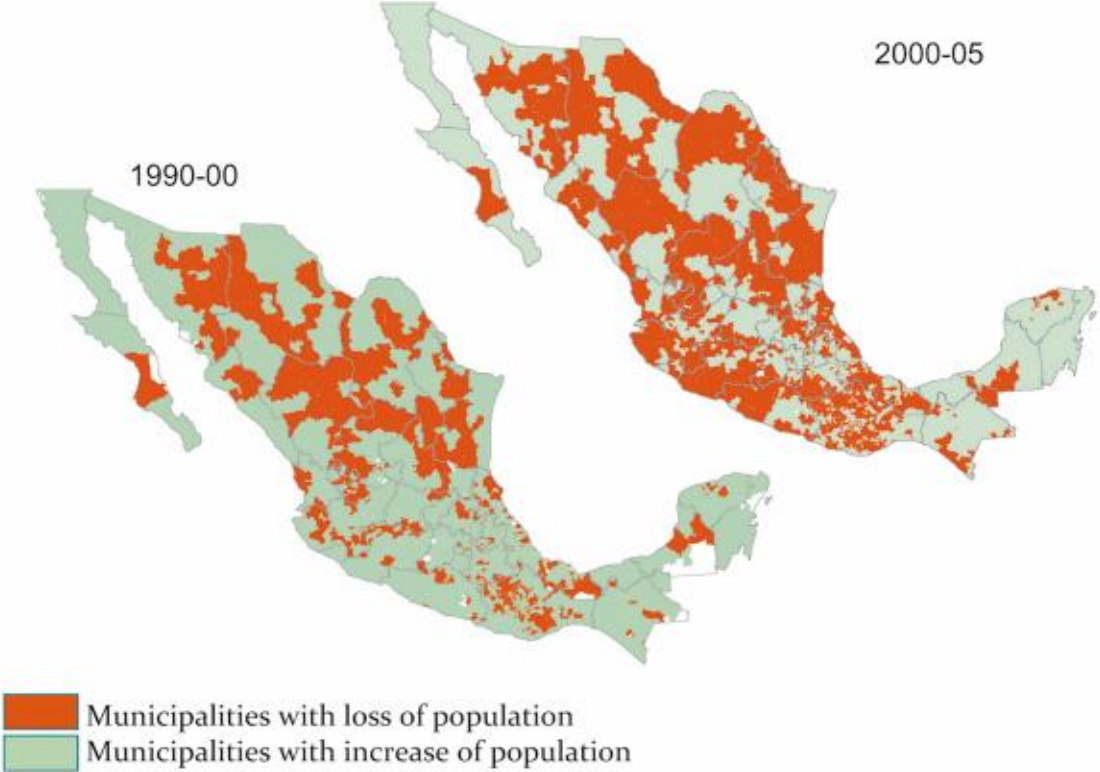 2000-05
1990-00
Municipalities with loss of population
Municipalities with increase of population